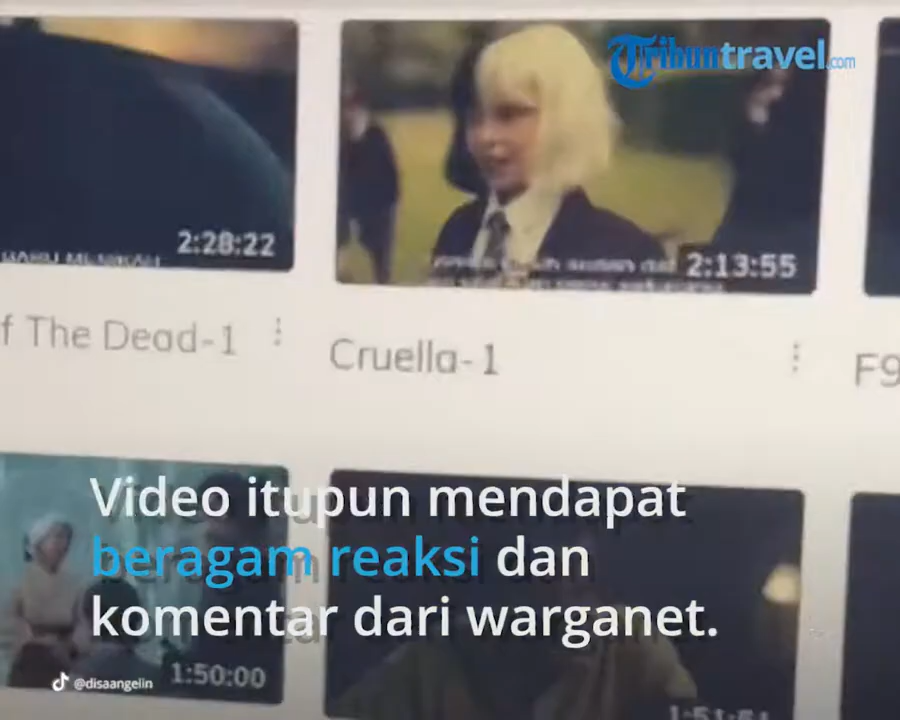 Tribuntravel.com
2:28:22
2:13:55
f The Dead-1
Cruella-1
F9
Video itupun mendapat
beragam reaksi dan
komentar dari warganet.
@disaangelin
1:50:00